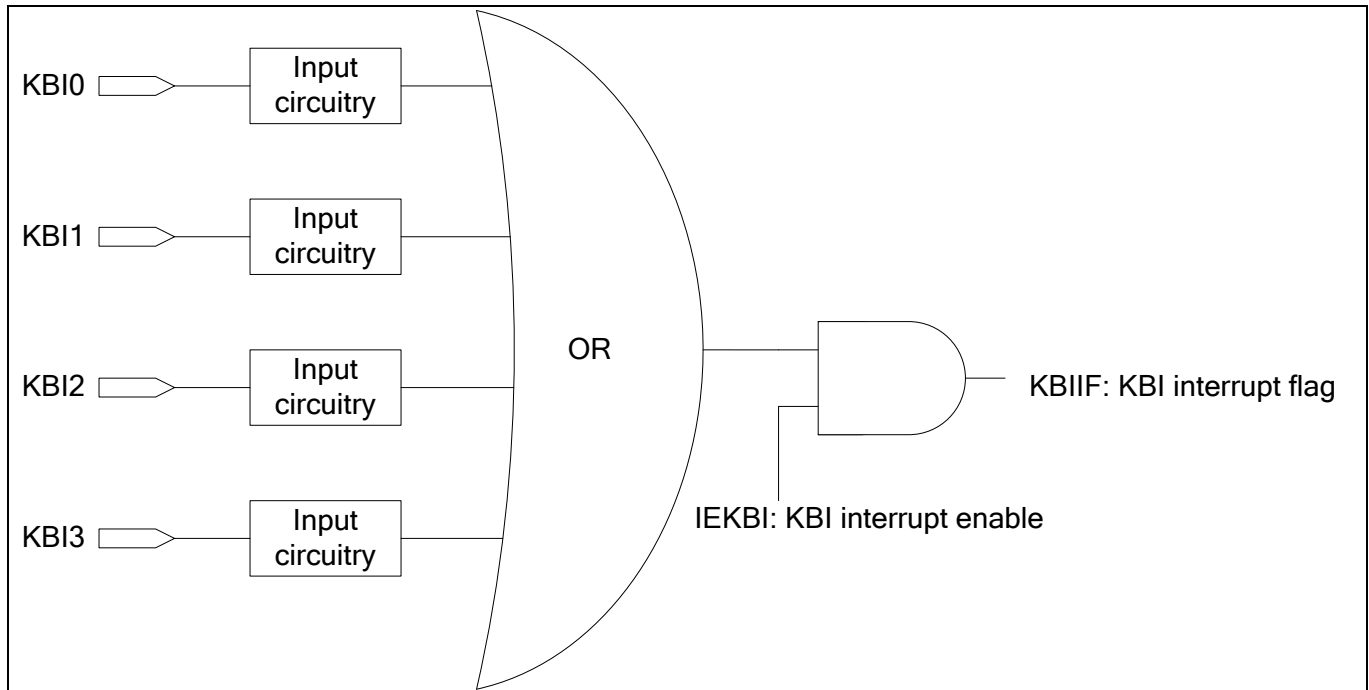 KBI0
Input
circuitry
KBI1
Input
circuitry
KBI2
Input
circuitry
KBI3
Input
circuitry
OR
KBIIF: KBI interrupt flag
IEKBI: KBI interrupt enable